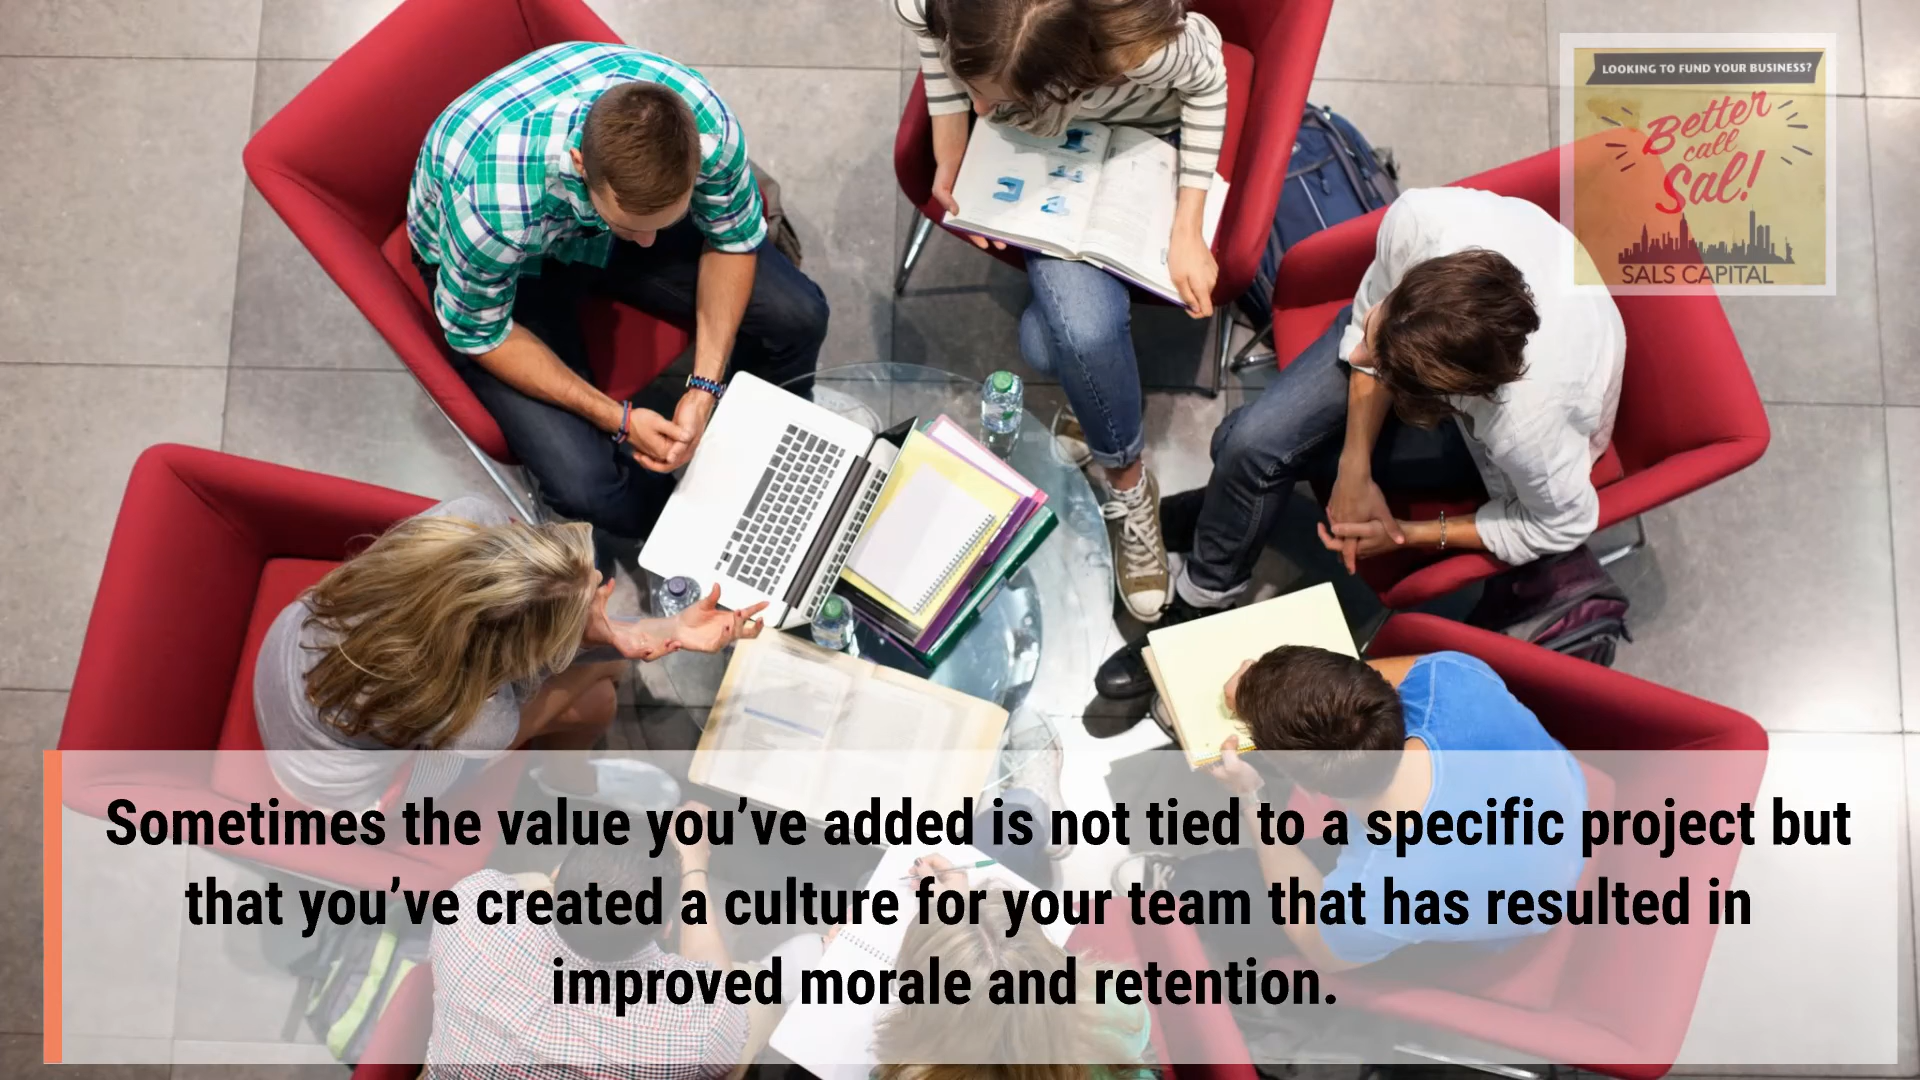 LOOKING TO FUND YOUR BUSINESS?
Better
call
Sal!
SALS CAPITAL
Sometimes the value you’ve added is not tied to a specific project but
that you’ve created a culture for your team that has resulted in
improved morale and retention.